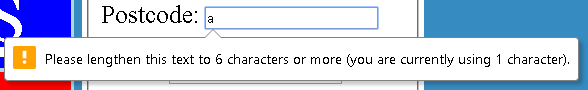 S
Postcode: a
Please lengthen this text to 6 characters or more (you are currently using 1 character).